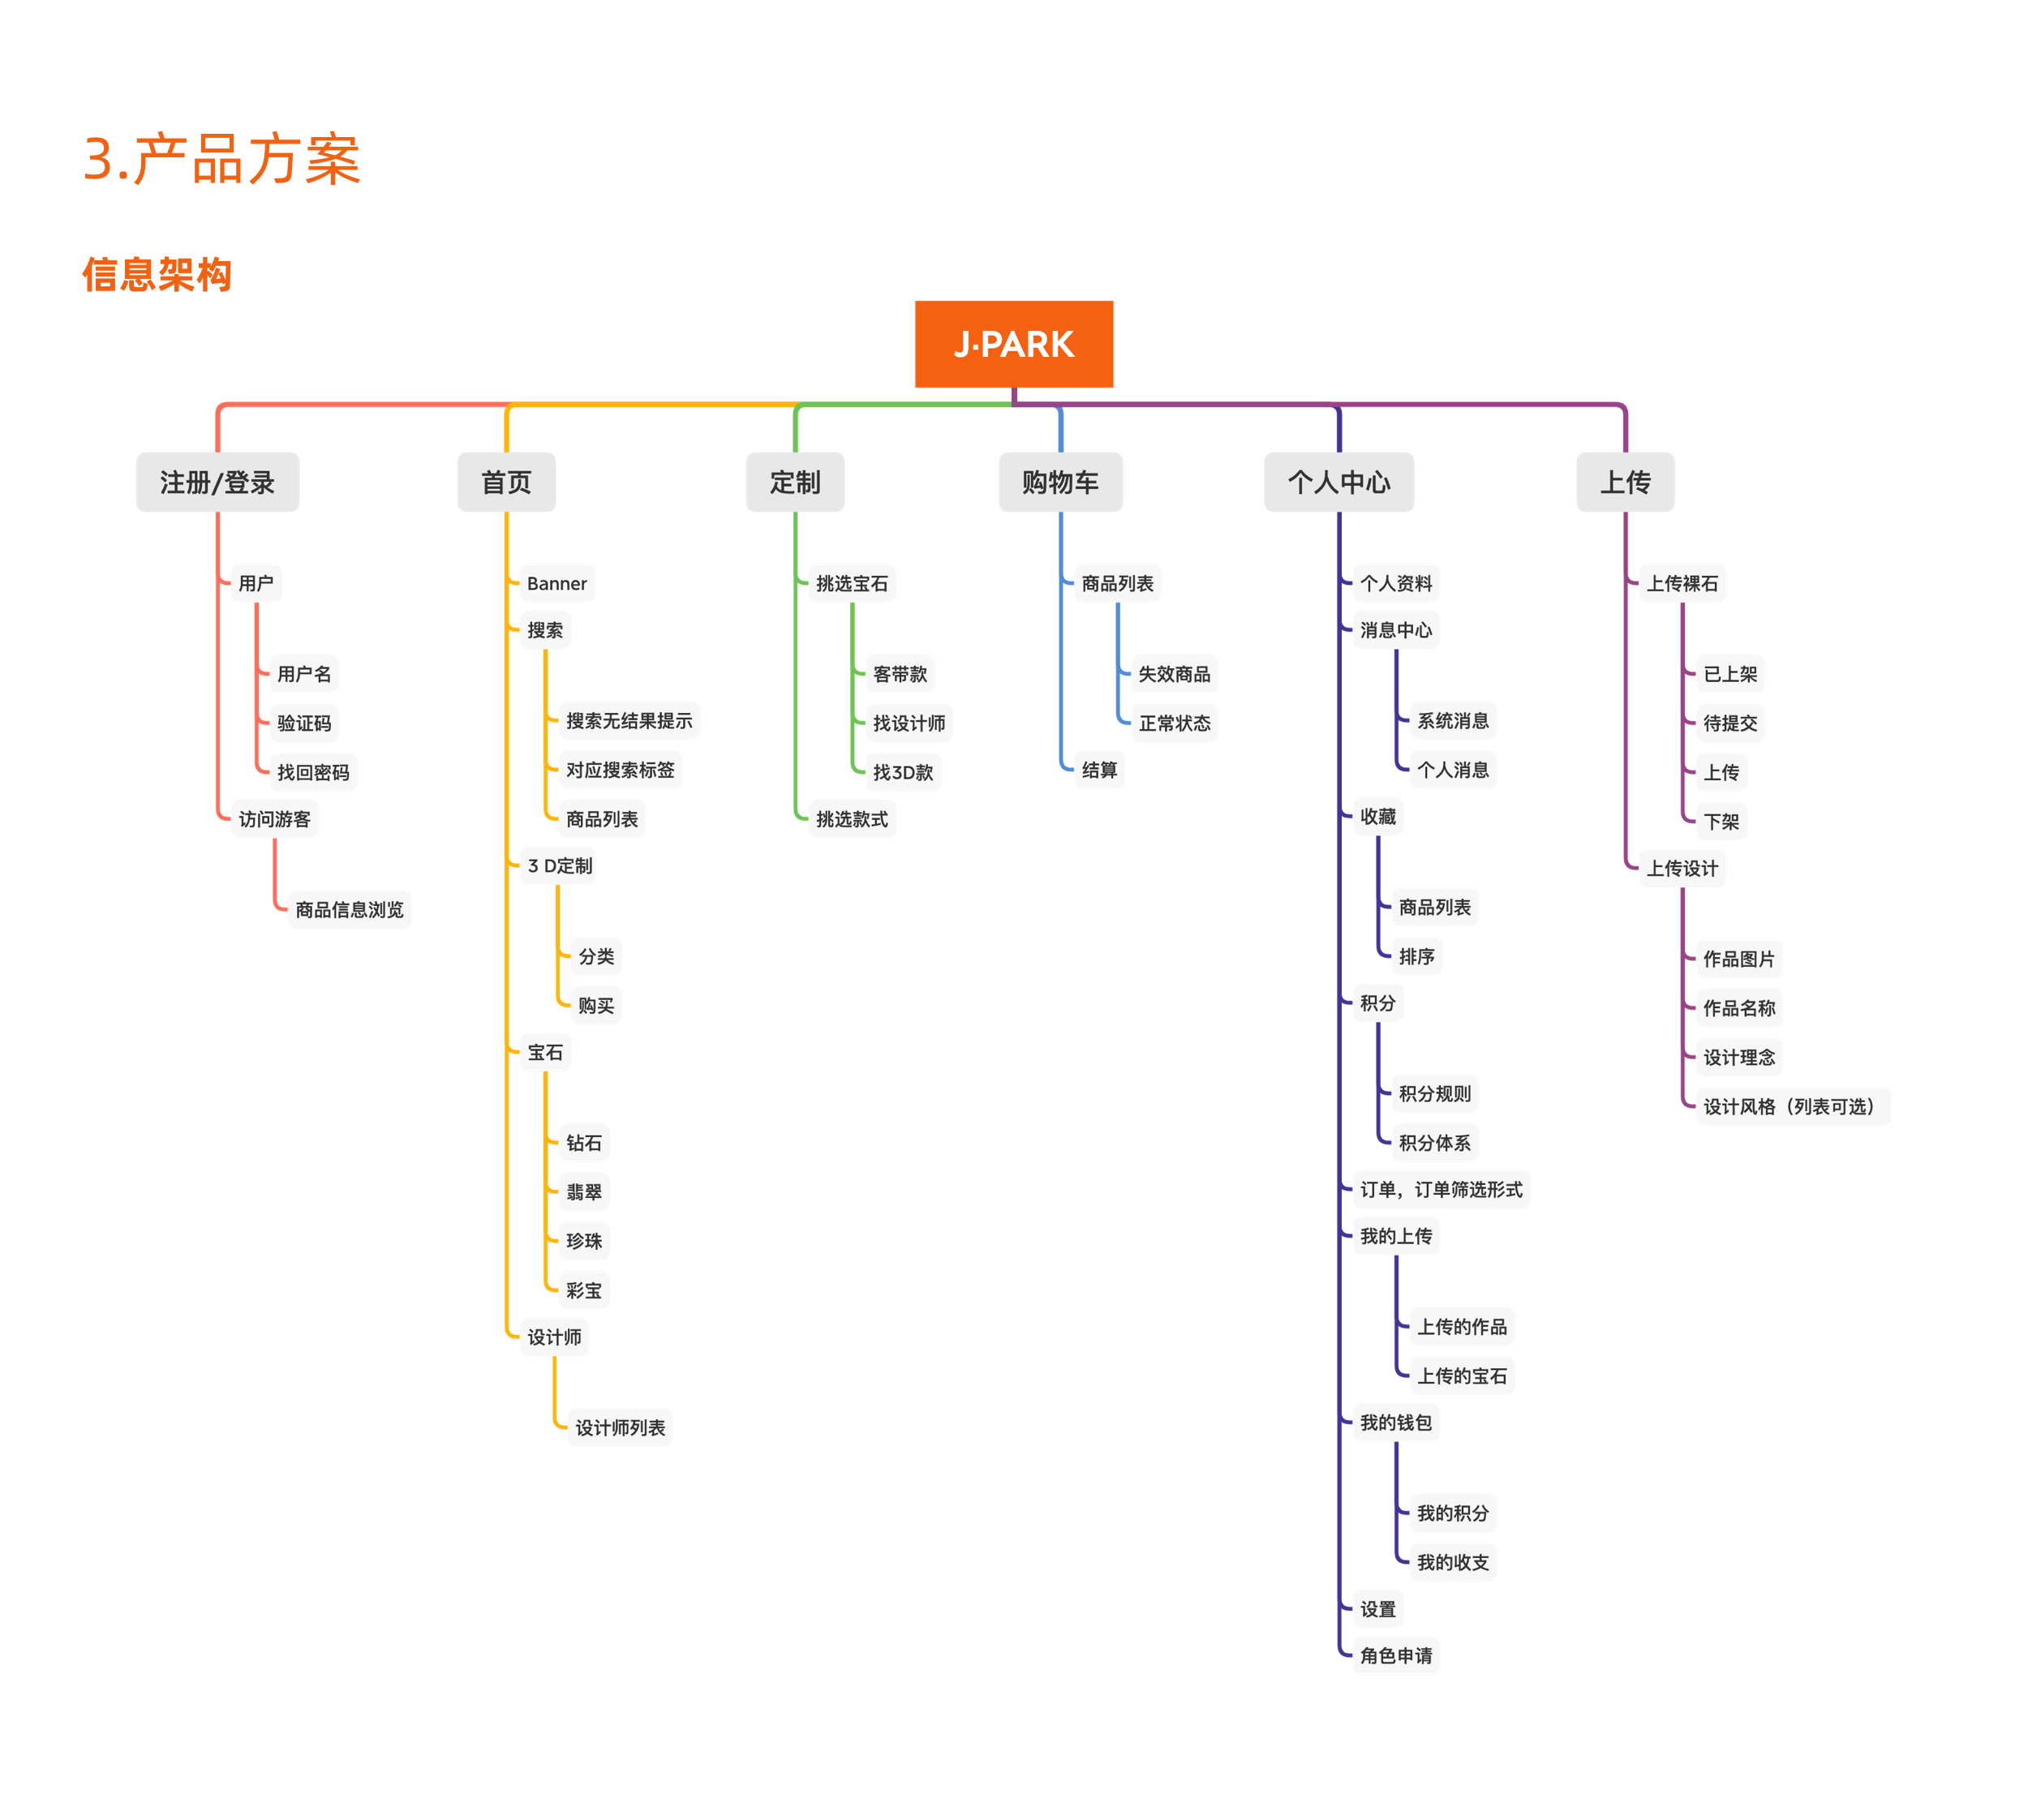 3.产品方案
信息架构
J·PARK
注册/登录
用户
用户名
验证码
找回密码
访问游客
商品信息浏览
首页
Banner
搜索
搜索无结果提示
对应搜索标签
商品列表
3 D定制
分类
购买
宝石
钻石
翡翠
珍珠
彩宝
设计师
设计师列表
定制
挑选宝石
客带款
找设计师
找3D款
挑选款式
购物车
商品列表
失效商品
正常状态
结算
个人中心
个人资料
消息中心
系统消息
个人消息
收藏
商品列表
排序
积分
积分规则
积分体系
订单，订单筛选形式
我的上传
上传的作品
上传的宝石
我的钱包
我的积分
我的收支
设置
角色申请
上传
上传裸石
已上架
待提交
上传
下架
上传设计
作品图片
作品名称
设计理念
设计风格（列表可选）